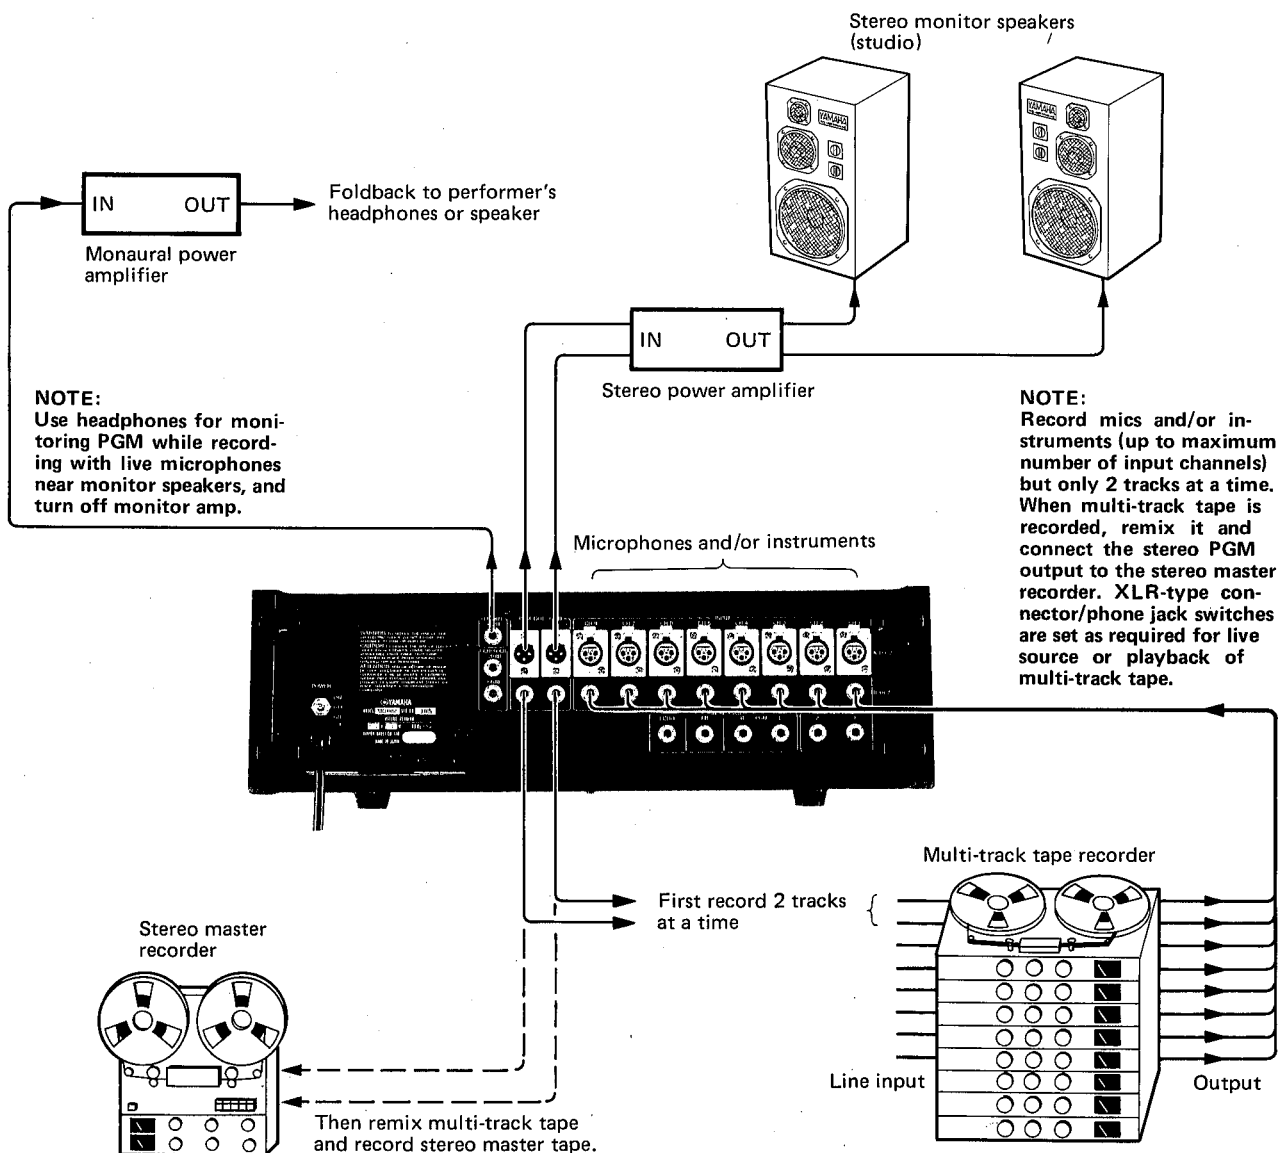 Stereo monitor speakers
(studio)
YAMAHA
YAMAHA
IN OUT
Foldback to performer's
headphones or speaker
Monaural power
amplifier
IN OUT
Stereo power amplifier
NOTE:
Use headphones for moni-
toring PGM while record-
ing with live microphones
near monitor speakers, and
turn off monitor amp.
NOTE:
Record mics and/or in-
struments (up to maximum
number of input channels)
but only 2 tracks at a time.
When multi-track tape is
recorded, remix it and
connect the stereo PGM
output to the stereo master
recorder. XLR-type con-
nector/phone jack switches
are set as required for live
source or playback of
multi-track tape.
Microphones and/or instruments
POWER
YAMAHA
Multi-track tape recorder
First record 2 tracks
at a time
Stereo master
recorder
Line input
Output
Then remix multi-track tape
and record stereo master tape.